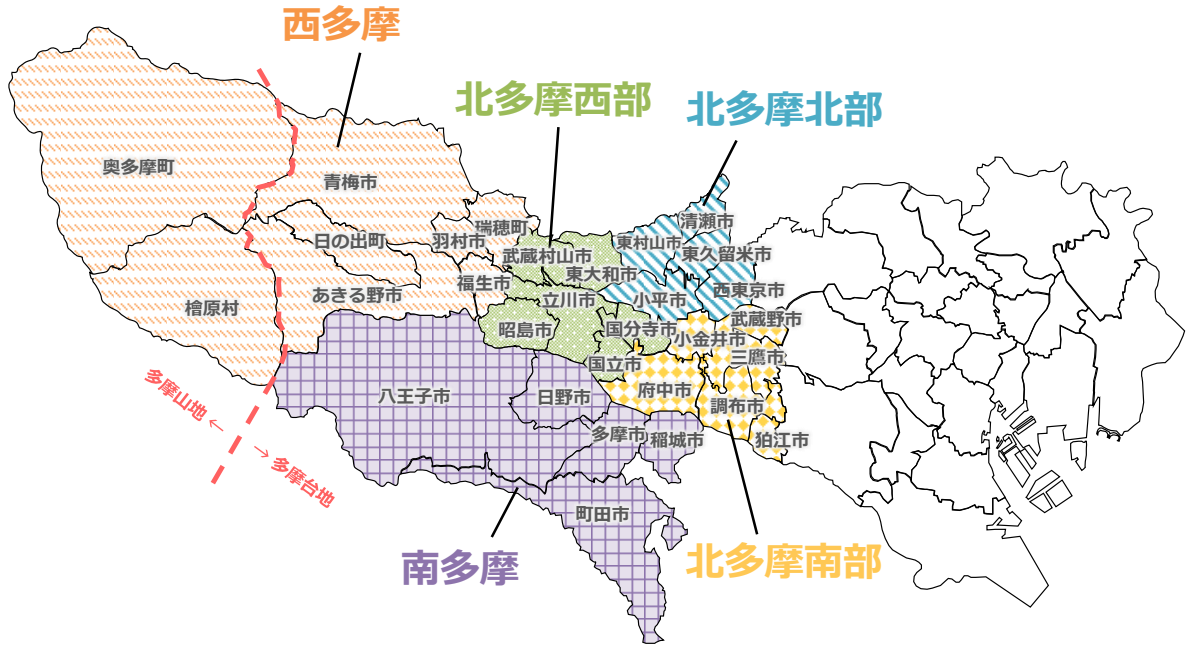 西多摩
北多摩西部
北多摩北部
奥多摩町
青梅市
瑞穂町
清瀬市
日の出町
羽村市
東村山市
武蔵村山市
東久留米市
東大和市
福生市
西東京市
あきる野市
立川市
小平市
檜原村
昭島市
国分寺市
武蔵野市
小金井市
三鷹市
国立市
八王子市
日野市
府中市
調布市
多摩山地←
多摩市
稲城市
狛江市
→多摩台地
町田市
南多摩
北多摩南部